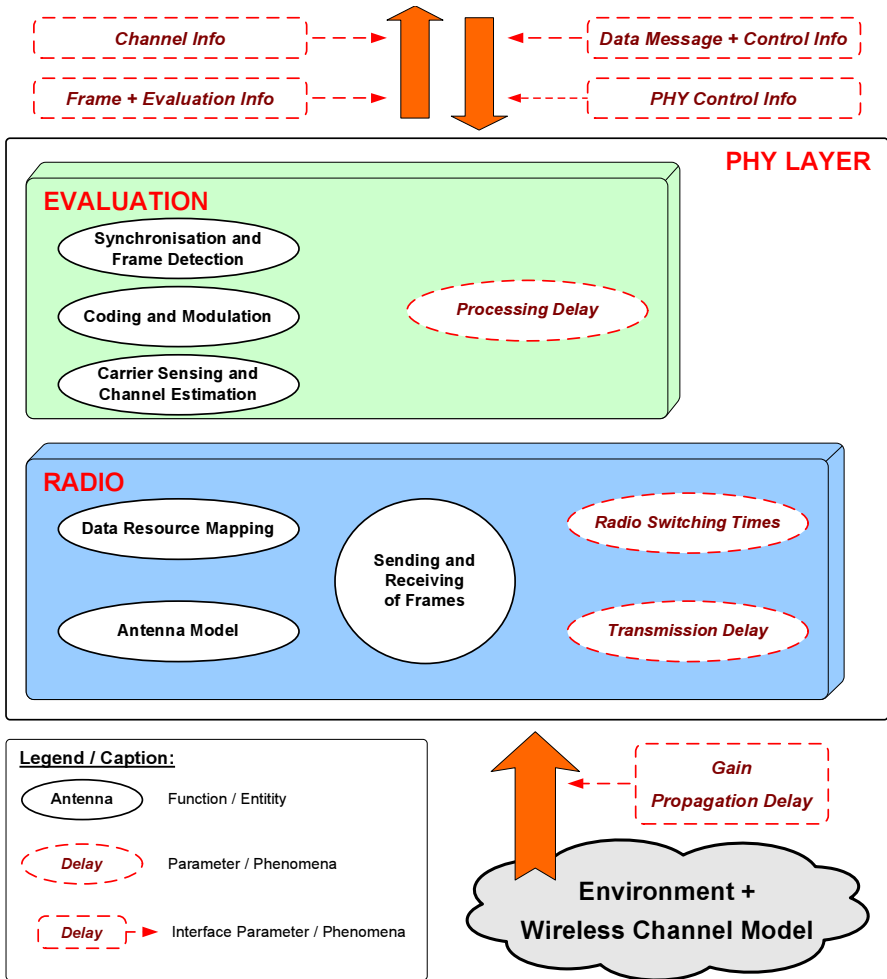 Channel Info
Data Message + Control Info
Frame + Evaluation Info
PHY Control Info
PHY LAYER
EVALUATION
Synchronisation and
Frame Detection
Coding and Modulation
Processing Delay
Carrier Sensing and
Channel Estimation
RADIO
Data Resource Mapping
Sending and
Receiving
of Frames
Radio Switching Times
Antenna Model
Transmission Delay
Legend / Caption:
Antenna
Function / Entitity
Delay
Parameter / Phenomena
Delay
Interface Parameter / Phenomena
Gain
Propagation Delay
Environment +
Wireless Channel Model